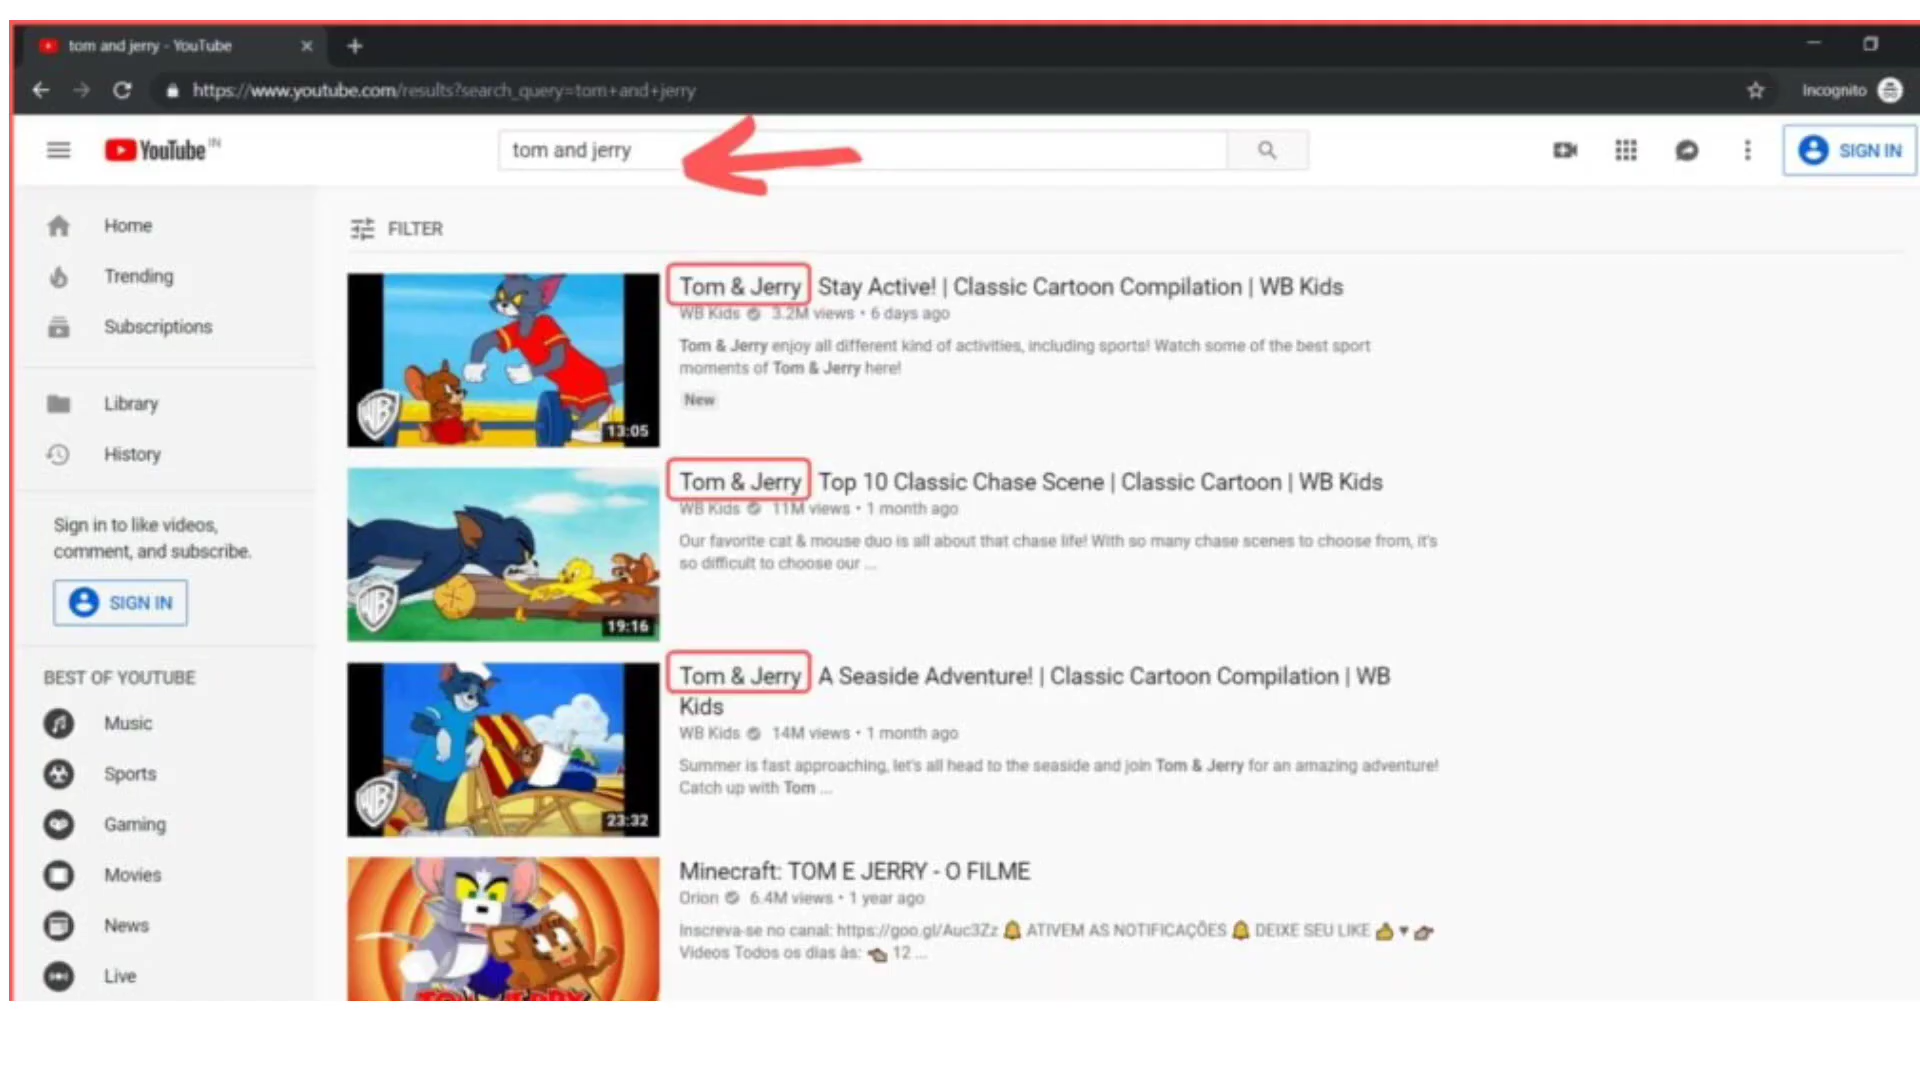 tom and jerry - YouTube
https://www.youtube.com/results?search_query=tom+and+jerry
Incognito
YouTube IN
tom and jerry
SIGN IN
Home
Trending
Subscriptions
Library
History
Sign in to like videos,
comment, and subscribe.
SIGN IN
BEST OF YOUTUBE
Music
Sports
Gaming
Movies
News
Live
FILTER
Tom & Jerry Stay Active! | Classic Cartoon Compilation | WB Kids
WB Kids 3.2M views • 6 days ago
Tom & Jerry enjoy all different kind of activities, including sports! Watch some of the best sport
moments of Tom & Jerry here!
New
WB
13:05
Tom & Jerry Top 10 Classic Chase Scene | Classic Cartoon | WB Kids
WB Kids 11M views • 1 month ago
Our favorite cat & mouse duo is all about that chase life! With so many chase scenes to choose from, it's
so difficult to choose our ...
WB
19:16
Tom & Jerry A Seaside Adventure! | Classic Cartoon Compilation | WB
Kids
WB Kids 14M views • 1 month ago
Summer is fast approaching, let's all head to the seaside and join Tom & Jerry for an amazing adventure!
Catch up with Tom ...
WB
23:32
Minecraft: TOM E JERRY - O FILME
Orion 6.4M views • 1 year ago
Inscreva-se no canal: https://goo.gl/Auc3Zz 🔔 ATIVEM AS NOTIFICAÇÕES 🔔 DEIXE SEU LIKE 👍 ♥ 👉
Videos Todos os dias às: 👉 12 ...